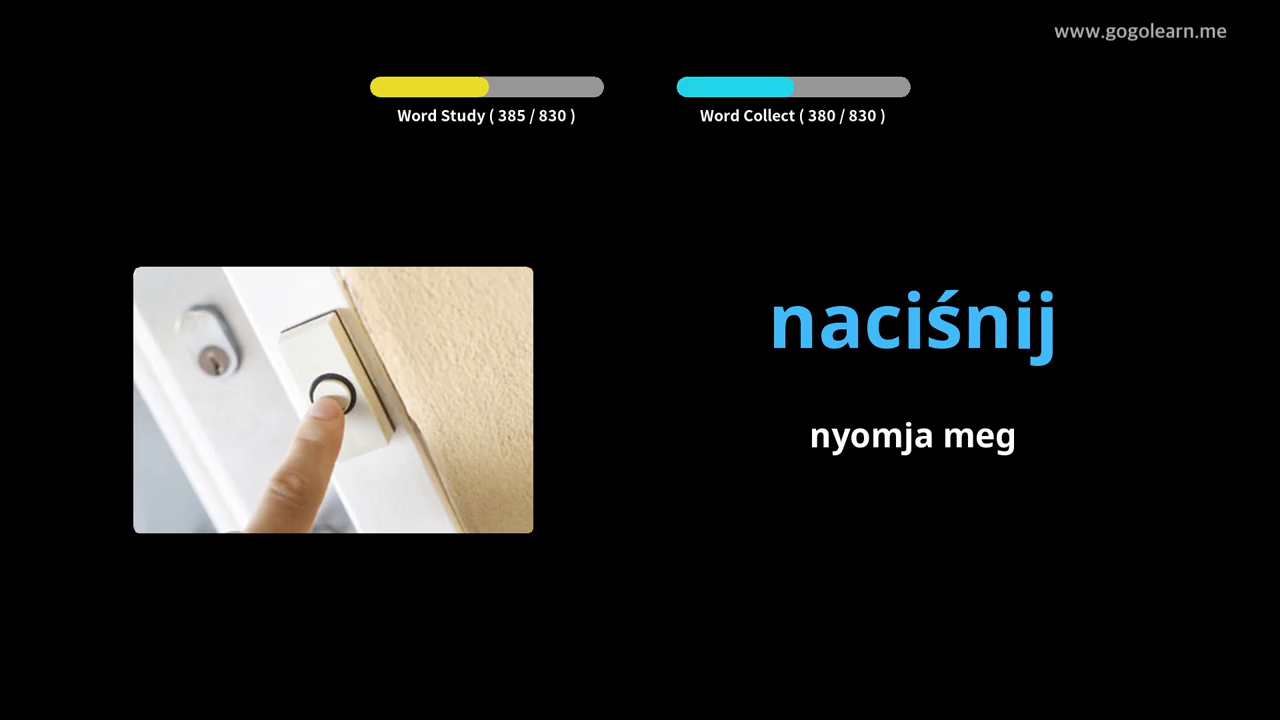 www.gogolearn.me
Word Study ( 385 / 830 )
Word Collect ( 380 / 830 )
naciśnij
nyomja meg